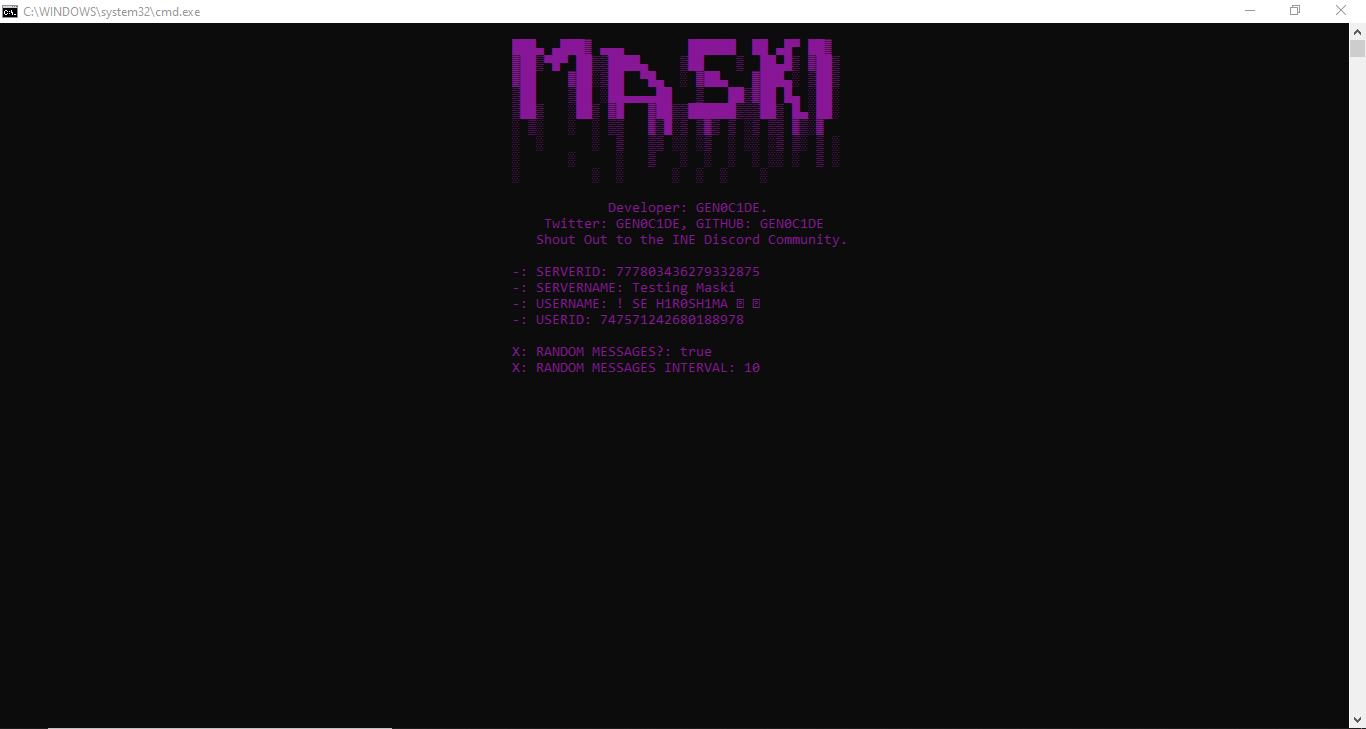 C:\WINDOWS\system32\cmd.exe
MASKI
Developer: GEN0C1DE.
Twitter: GEN0C1DE, GITHUB: GEN0C1DE
Shout Out to the INE Discord Community.
-: SERVERID: 777803436279332875
-: SERVERNAME: Testing Maski
-: USERNAME: ! SE H1R0SH1MA
-: USERID: 747571242680188978
X: RANDOM MESSAGES?: true
X: RANDOM MESSAGES INTERVAL: 10